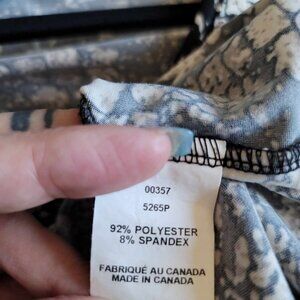 00357
5265P
92% POLYESTER
8% SPANDEX
FABRIQUÉ AU CANADA
MADE IN CANADA